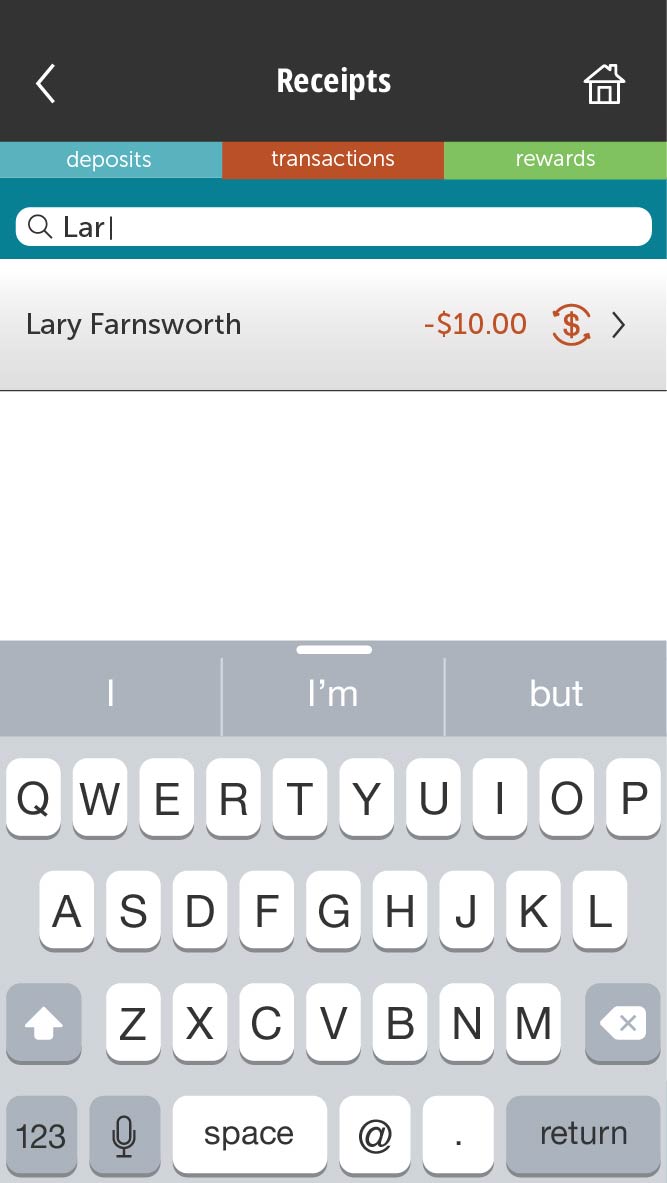 Receipts
deposits transactions rewards
Lar
Lary Farnsworth -$10.00 $
I I’m but
Q W E R T Y U I O P
A S D F G H J K L
Z X C V B N M
123 space @ . return